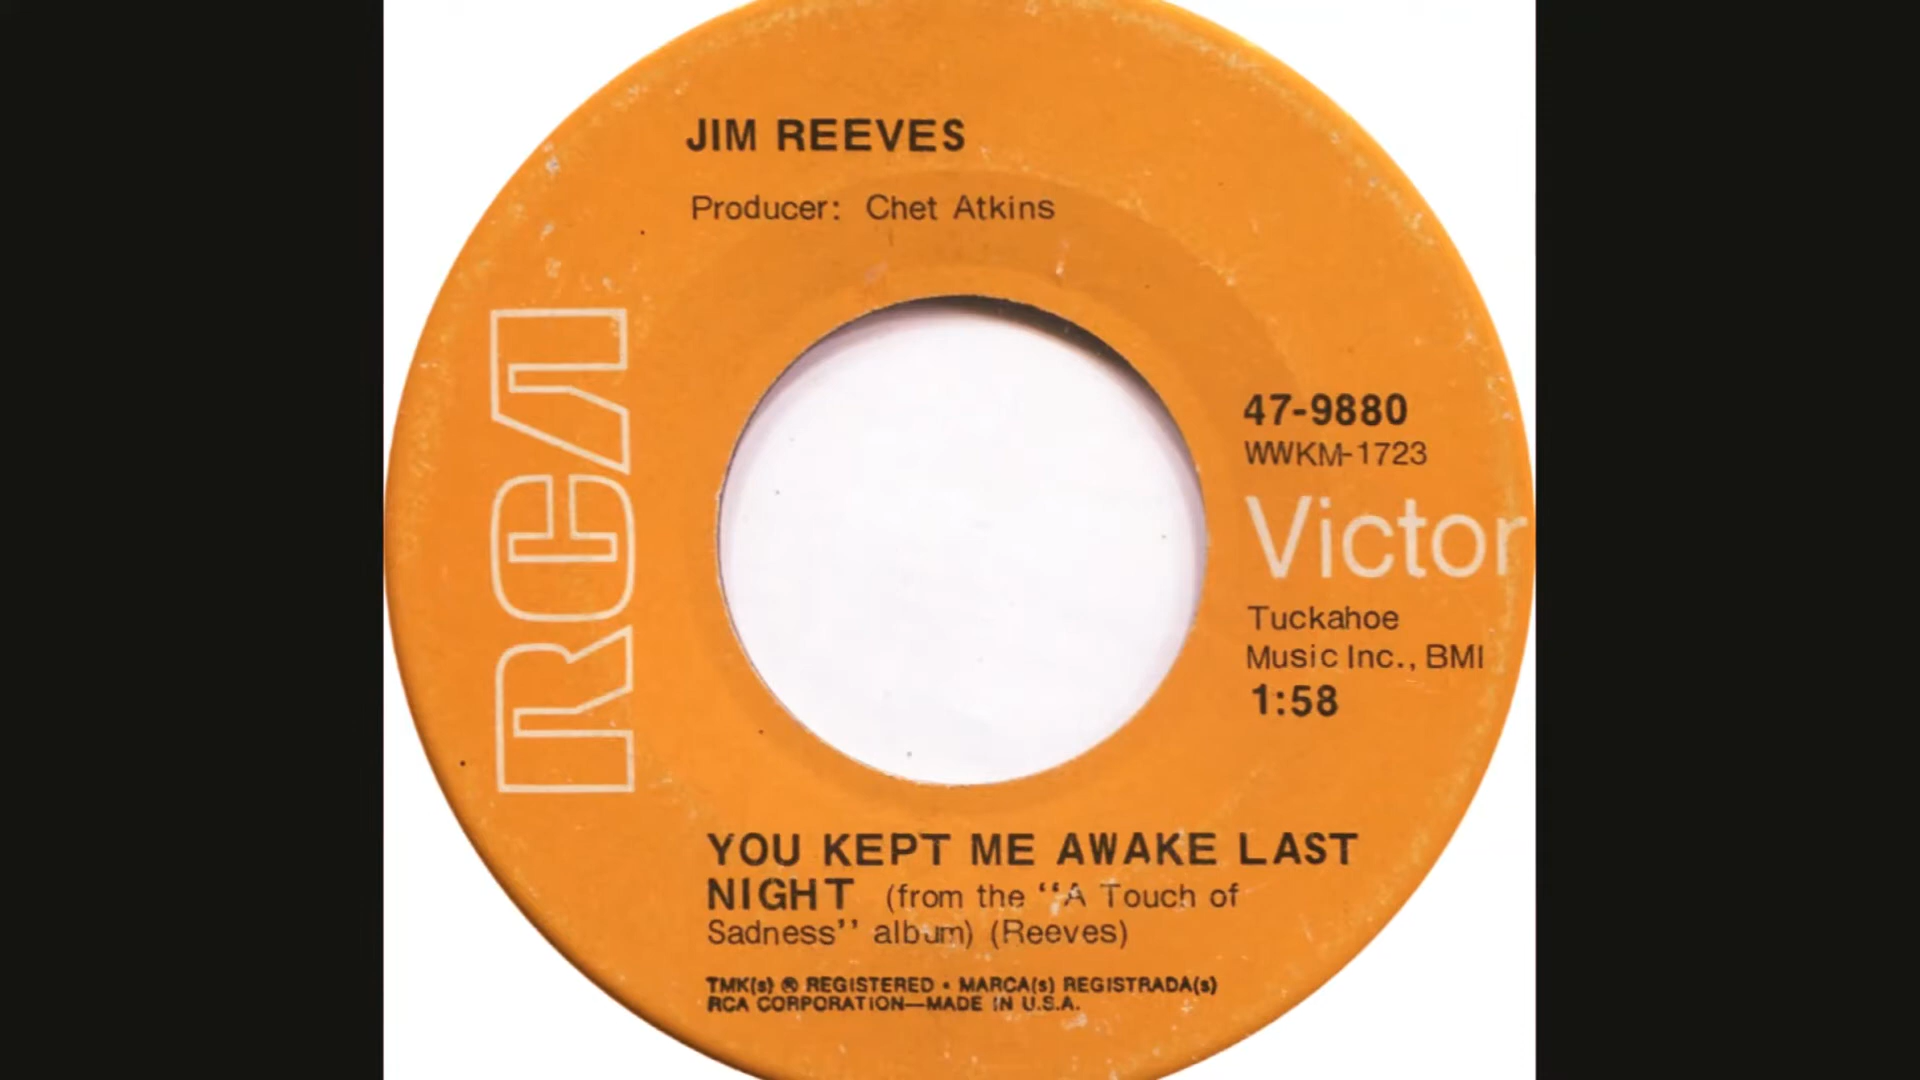 JIM REEVES
Producer: Chet Atkins
RCA
47-9880
WWKM-1723
Victor
Tuckahoe
Music Inc., BMI
1:58
YOU KEPT ME AWAKE LAST
NIGHT (from the "A Touch of
Sadness" album) (Reeves)
TMK(s) ® REGISTERED • MARCA(s) REGISTRADA(s)
RCA CORPORATION—MADE IN U.S.A.